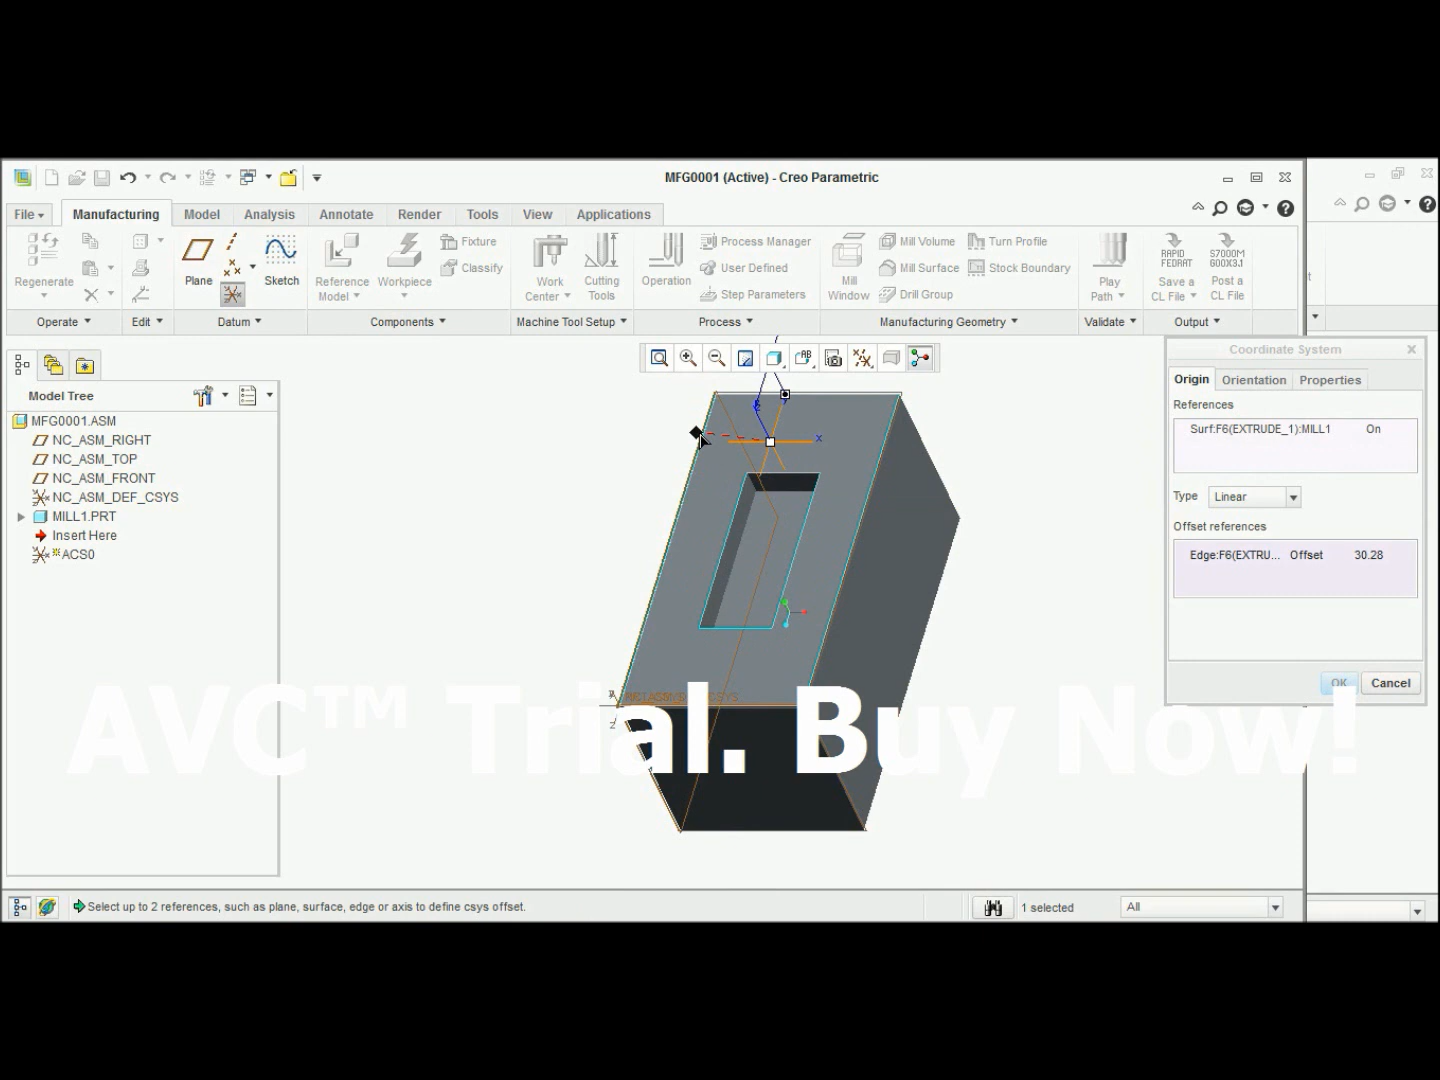 MFG0001 (Active) - Creo Parametric
File Manufacturing Model Analysis Annotate Render Tools View Applications
Regenerate
Plane
Sketch
Reference Model
Workpiece
Fixture
Classify
Work Center
Cutting Tools
Operation
Process Manager
User Defined
Step Parameters
Mill Window
Mill Volume
Mill Surface
Drill Group
Turn Profile
Stock Boundary
Play Path
RAPID
FEDRAT
Save a CL File
S7000M
G00X3.1
Post a CL File
Operate Edit Datum Components Machine Tool Setup Process Manufacturing Geometry Validate Output
Model Tree
MFG0001.ASM
NC_ASM_RIGHT
NC_ASM_TOP
NC_ASM_FRONT
NC_ASM_DEF_CSYS
MILL1.PRT
Insert Here
ACS0
X
Z
Coordinate System
Origin Orientation Properties
References
Surf:F6(EXTRUDE_1):MILL1 On
Type Linear
Offset references
Edge:F6(EXTRU... Offset 30.28
OK Cancel
AVC™ Trial. Buy Now!
Select up to 2 references, such as plane, surface, edge or axis to define csys offset.
1 selected
All